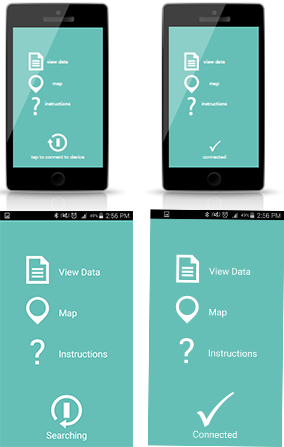 view data
view data
map
map
instructions
instructions
tap to connect to device
connected
49% 2:56 PM
49% 2:56 PM
View Data
View Data
Map
Map
Instructions
Instructions
Searching
Connected